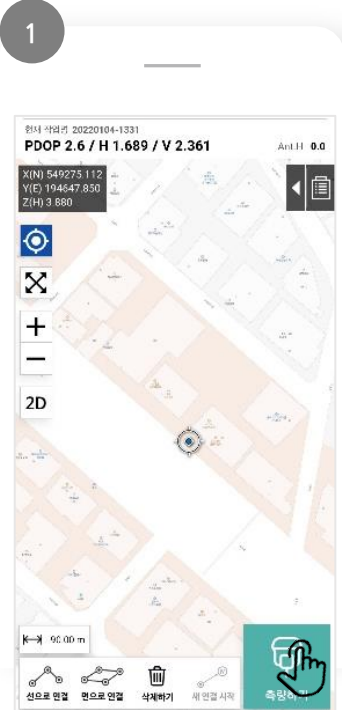 1
현재 작업명 20220104-1331
PDOP 2.6 / H 1.689 / V 2.361
Ant.H 0.0
X(N) 549275.112
Y(E) 194647.850
Z(H) 3.880
2D
90.00 m
선으로 연결
면으로 연결
삭제하기
새 연결 시작
측량하기